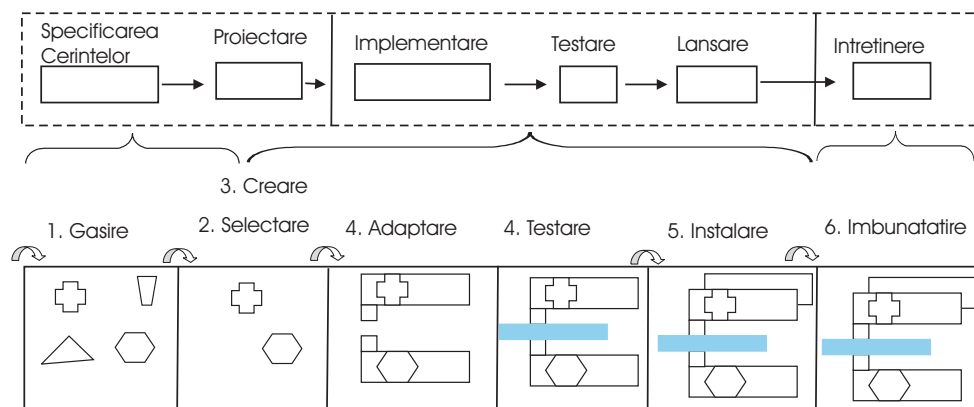 Specificarea
Cerintelor
Proiectare
Implementare
Testare
Lansare
Intretinere
3. Creare
1. Gasire
2. Selectare
4. Adaptare
4. Testare
5. Instalare
6. Imbunatatire